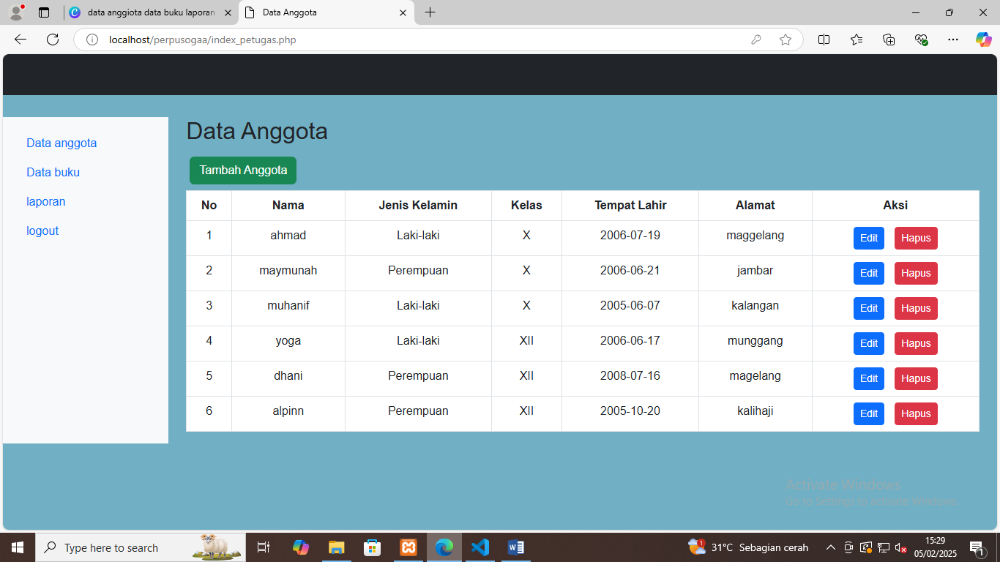 data anggiota data buku laporan
Data Anggota
localhost/perpusogaa/index_petugas.php
Data anggota
Data buku
laporan
logout
Data Anggota
Tambah Anggota
No Nama Jenis Kelamin Kelas Tempat Lahir Alamat Aksi
1 ahmad Laki-laki X 2006-07-19 maggelang Edit Hapus
2 maymunah Perempuan X 2006-06-21 jambar Edit Hapus
3 muhanif Laki-laki X 2005-06-07 kalangan Edit Hapus
4 yoga Laki-laki XII 2006-06-17 munggang Edit Hapus
5 dhani Perempuan XII 2008-07-16 magelang Edit Hapus
6 alpinn Perempuan XII 2005-10-20 kalihaji Edit Hapus
Activate Windows
Go to Settings to activate Windows.
Type here to search
1
31°C Sebagian cerah
15:29
05/02/2025
1